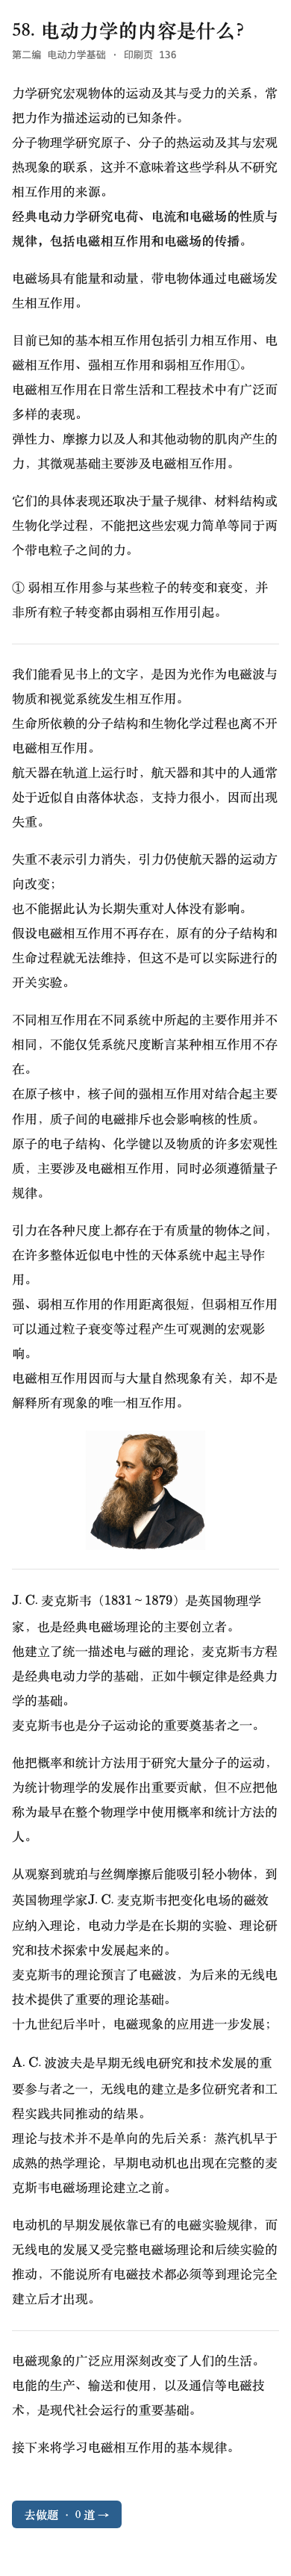 58. 电动力学的内容是什么?
第二编 电动力学基础 · 印刷页 136
力学研究宏观物体的运动及其与受力的关系，常
把力作为描述运动的已知条件。
分子物理学研究原子、分子的热运动及其与宏观
热现象的联系，这并不意味着这些学科从不研究
相互作用的来源。
经典电动力学研究电荷、电流和电磁场的性质与
规律，包括电磁相互作用和电磁场的传播。
电磁场具有能量和动量，带电物体通过电磁场发
生相互作用。
目前已知的基本相互作用包括引力相互作用、电
磁相互作用、强相互作用和弱相互作用①。
电磁相互作用在日常生活和工程技术中有广泛而
多样的表现。
弹性力、摩擦力以及人和其他动物的肌肉产生的
力，其微观基础主要涉及电磁相互作用。
它们的具体表现还取决于量子规律、材料结构或
生物化学过程，不能把这些宏观力简单等同于两
个带电粒子之间的力。
① 弱相互作用参与某些粒子的转变和衰变，并
非所有粒子转变都由弱相互作用引起。
我们能看见书上的文字，是因为光作为电磁波与
物质和视觉系统发生相互作用。
生命所依赖的分子结构和生物化学过程也离不开
电磁相互作用。
航天器在轨道上运行时，航天器和其中的人通常
处于近似自由落体状态，支持力很小，因而出现
失重。
失重不表示引力消失，引力仍使航天器的运动方
向改变；
也不能据此认为长期失重对人体没有影响。
假设电磁相互作用不再存在，原有的分子结构和
生命过程就无法维持，但这不是可以实际进行的
开关实验。
不同相互作用在不同系统中所起的主要作用并不
相同，不能仅凭系统尺度断言某种相互作用不存
在。
在原子核中，核子间的强相互作用对结合起主要
作用，质子间的电磁排斥也会影响核的性质。
原子的电子结构、化学键以及物质的许多宏观性
质，主要涉及电磁相互作用，同时必须遵循量子
规律。
引力在各种尺度上都存在于有质量的物体之间，
在许多整体近似电中性的天体系统中起主导作
用。
强、弱相互作用的作用距离很短，但弱相互作用
可以通过粒子衰变等过程产生可观测的宏观影
响。
电磁相互作用因而与大量自然现象有关，却不是
解释所有现象的唯一相互作用。
J. C. 麦克斯韦（1831～1879）是英国物理学
家，也是经典电磁场理论的主要创立者。
他建立了统一描述电与磁的理论，麦克斯韦方程
是经典电动力学的基础，正如牛顿定律是经典力
学的基础。
麦克斯韦也是分子运动论的重要奠基者之一。
他把概率和统计方法用于研究大量分子的运动，
为统计物理学的发展作出重要贡献，但不应把他
称为最早在整个物理学中使用概率和统计方法的
人。
从观察到琥珀与丝绸摩擦后能吸引轻小物体，到
英国物理学家J. C. 麦克斯韦把变化电场的磁效
应纳入理论，电动力学是在长期的实验、理论研
究和技术探索中发展起来的。
麦克斯韦的理论预言了电磁波，为后来的无线电
技术提供了重要的理论基础。
十九世纪后半叶，电磁现象的应用进一步发展；
A. C. 波波夫是早期无线电研究和技术发展的重
要参与者之一，无线电的建立是多位研究者和工
程实践共同推动的结果。
理论与技术并不是单向的先后关系：蒸汽机早于
成熟的热学理论，早期电动机也出现在完整的麦
克斯韦电磁场理论建立之前。
电动机的早期发展依靠已有的电磁实验规律，而
无线电的发展又受完整电磁场理论和后续实验的
推动，不能说所有电磁技术都必须等到理论完全
建立后才出现。
电磁现象的广泛应用深刻改变了人们的生活。
电能的生产、输送和使用，以及通信等电磁技
术，是现代社会运行的重要基础。
接下来将学习电磁相互作用的基本规律。
去做题 · 0 道 →